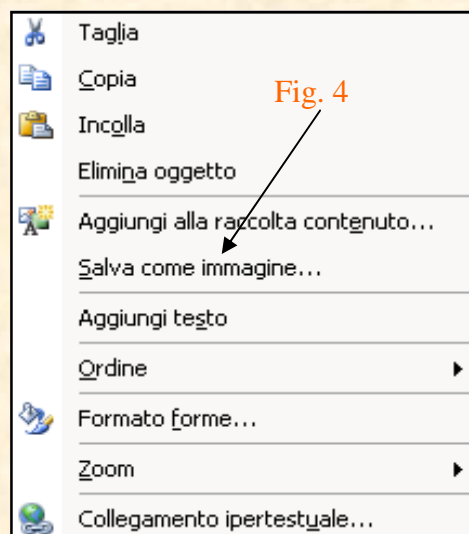 Taglia
Copia
Fig. 4
Incolla
Elimina oggetto
Aggiungi alla raccolta contenuto...
Salva come immagine...
Aggiungi testo
Ordine
Formato forme...
Zoom
Collegamento ipertestuale...